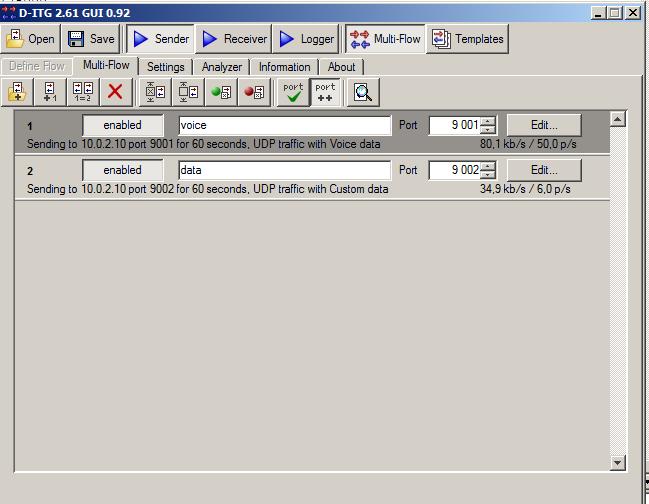 D-ITG 2.61 GUI 0.92
Open Save Sender Receiver Logger Multi-Flow Templates
Define Flow Multi-Flow Settings Analyzer Information About
+1 1=2 port port ++
1 enabled voice Port 9 001 Edit...
Sending to 10.0.2.10 port 9001 for 60 seconds, UDP traffic with Voice data 80,1 kb/s / 50,0 p/s
2 enabled data Port 9 002 Edit...
Sending to 10.0.2.10 port 9002 for 60 seconds, UDP traffic with Custom data 34,9 kb/s / 6,0 p/s